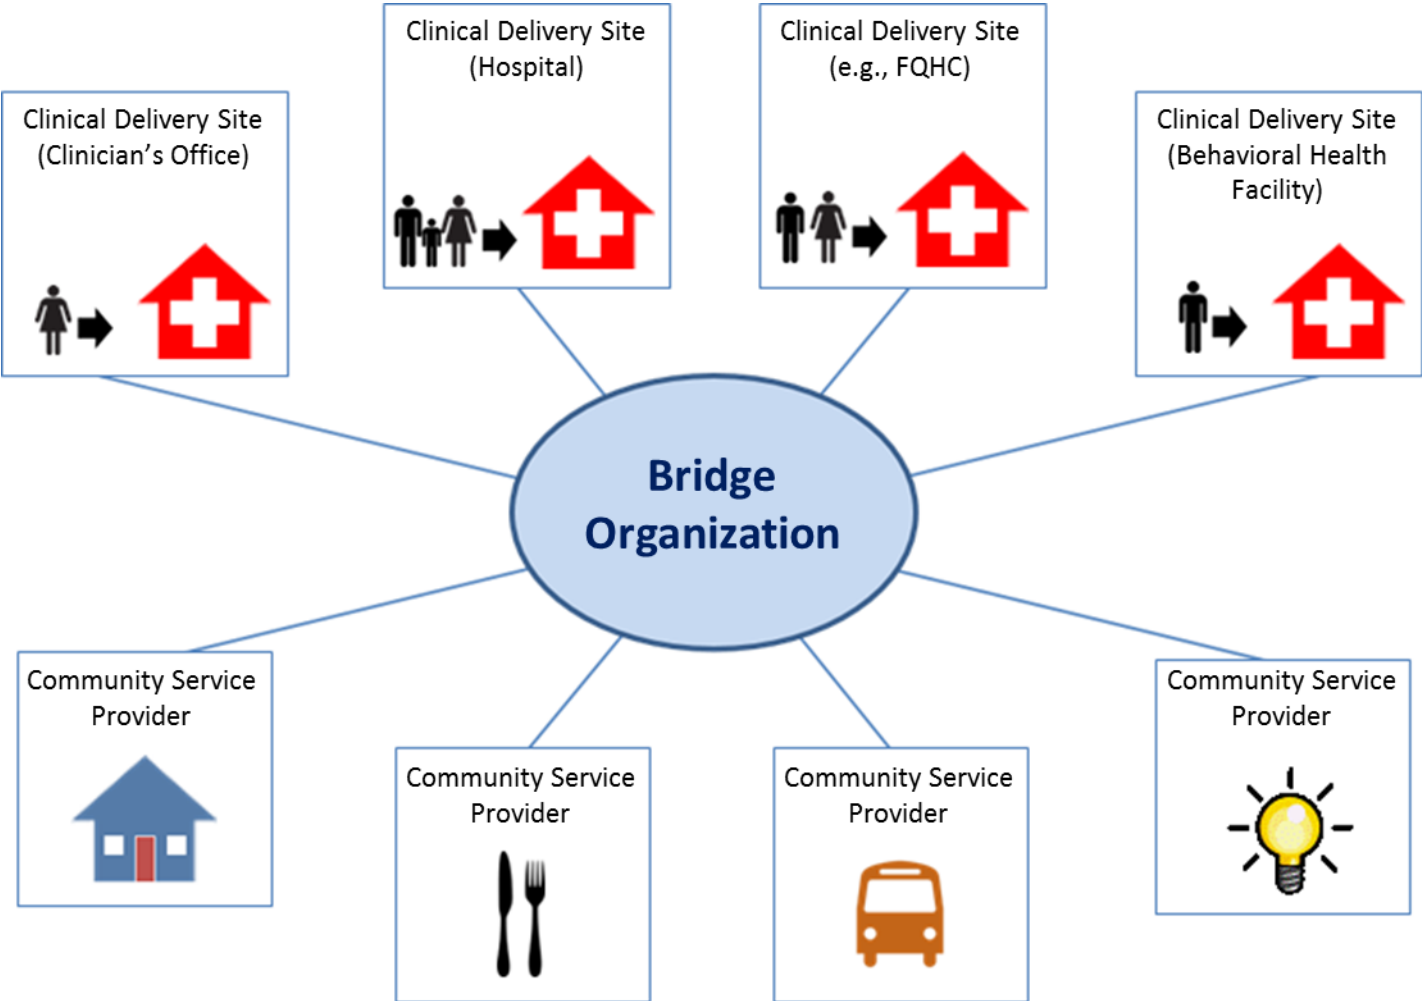 Clinical Delivery Site
(Clinician's Office)
Clinical Delivery Site
(Hospital)
Clinical Delivery Site
(e.g., FQHC)
Clinical Delivery Site
(Behavioral Health
Facility)
Bridge
Organization
Community Service
Provider
Community Service
Provider
Community Service
Provider
Community Service
Provider